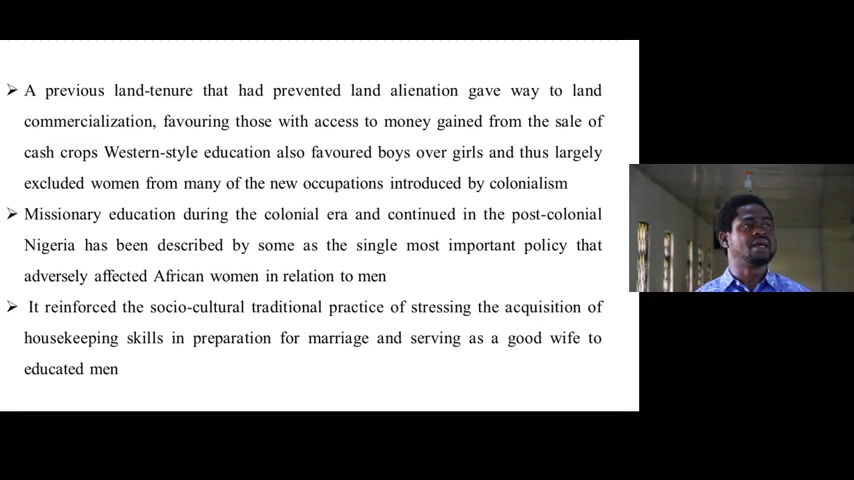 ➢ A previous land-tenure that had prevented land alienation gave way to land
commercialization, favouring those with access to money gained from the sale of
cash crops Western-style education also favoured boys over girls and thus largely
excluded women from many of the new occupations introduced by colonialism
➢ Missionary education during the colonial era and continued in the post-colonial
Nigeria has been described by some as the single most important policy that
adversely affected African women in relation to men
➢ It reinforced the socio-cultural traditional practice of stressing the acquisition of
housekeeping skills in preparation for marriage and serving as a good wife to
educated men